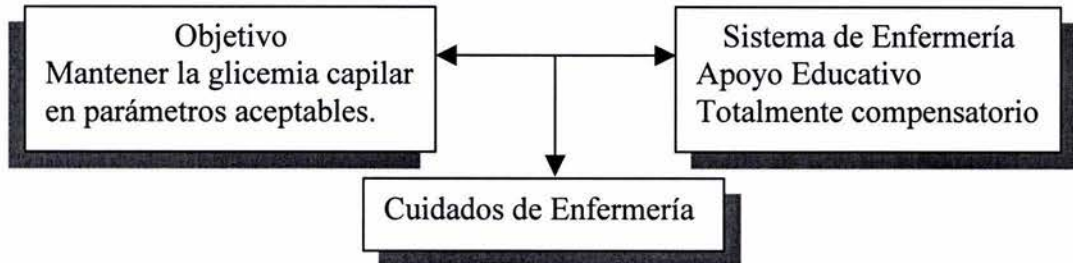 Objetivo
Mantener la glicemia capilar
en parámetros aceptables.
Sistema de Enfermería
Apoyo Educativo
Totalmente compensatorio
Cuidados de Enfermería